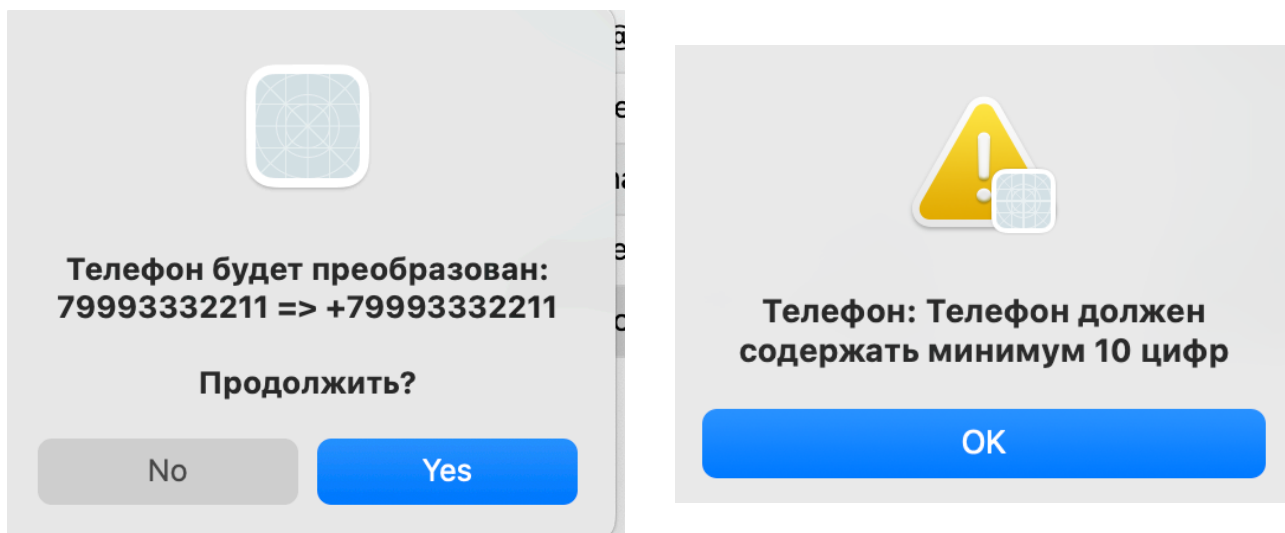 Телефон будет преобразован:
79993332211 => +79993332211
Продолжить?
No
Yes
Телефон: Телефон должен
содержать минимум 10 цифр
OK